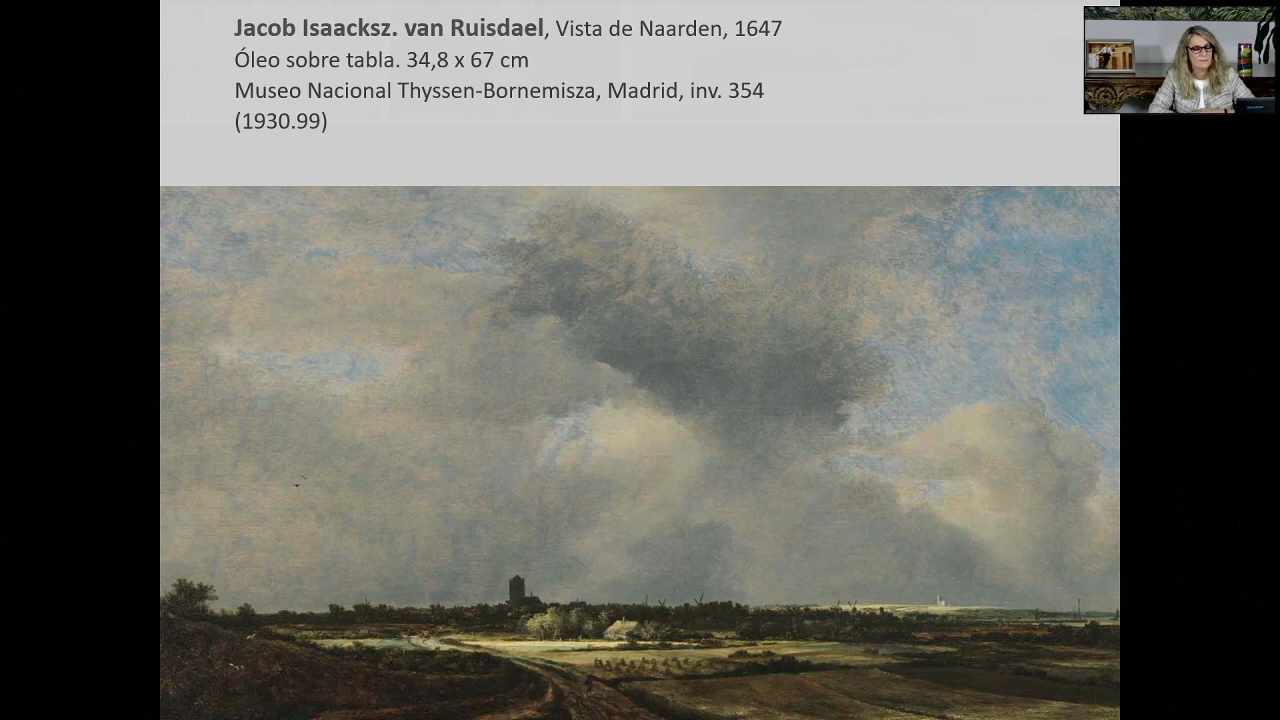 Jacob Isaacksz. van Ruisdael, Vista de Naarden, 1647
Óleo sobre tabla. 34,8 x 67 cm
Museo Nacional Thyssen-Bornemisza, Madrid, inv. 354
(1930.99)